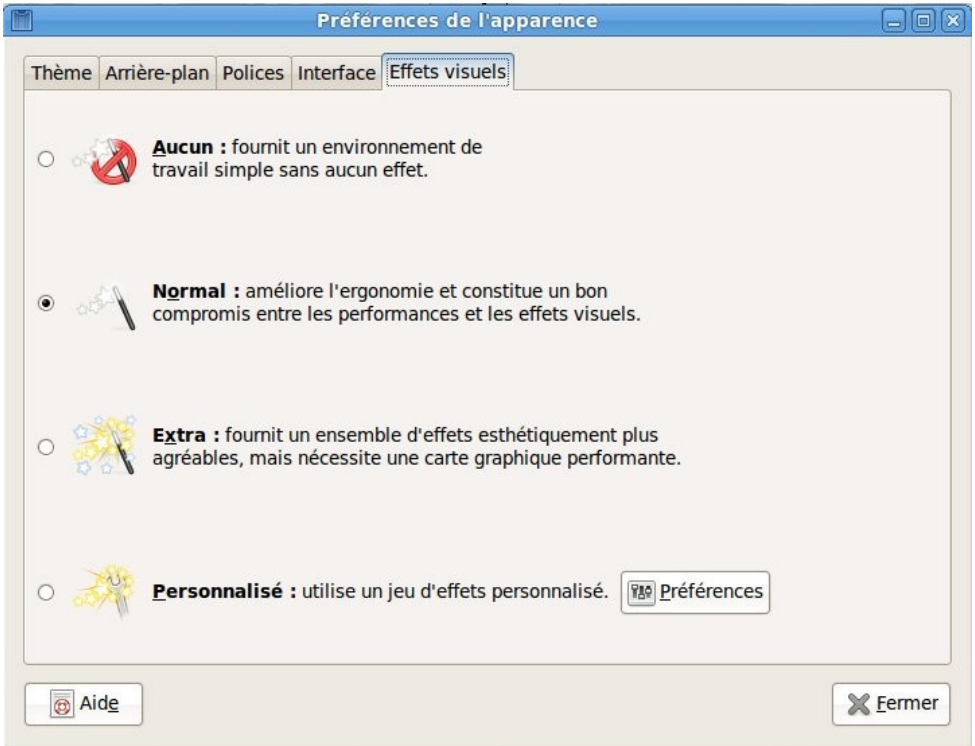 Préférences de l'apparence
Thème Arrière-plan Polices Interface Effets visuels
Aucun : fournit un environnement de
travail simple sans aucun effet.
Normal : améliore l'ergonomie et constitue un bon
compromis entre les performances et les effets visuels.
Extra : fournit un ensemble d'effets esthétiquement plus
agréables, mais nécessite une carte graphique performante.
Personnalisé : utilise un jeu d'effets personnalisé. Préférences
Aide Fermer